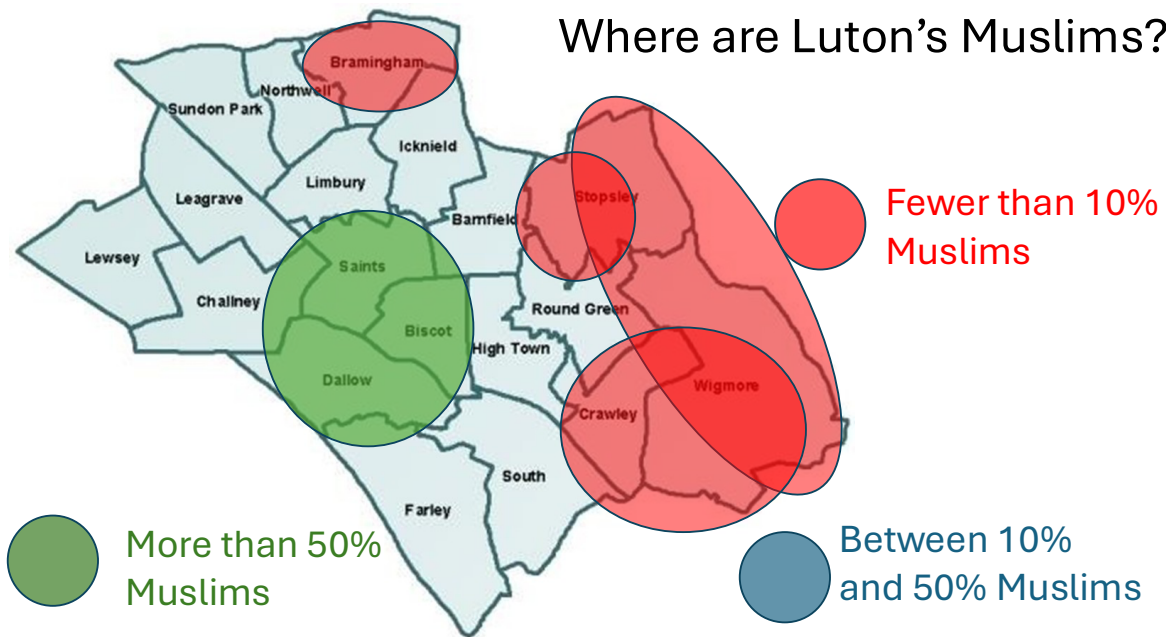 Where are Luton’s Muslims?
Bramingham
Northwell
Sundon Park
Icknield
Limbury
Leagrave
Stopsley
Barnfield
Fewer than 10%
Muslims
Lewsey
Saints
Challney
Round Green
Biscot
High Town
Dallow
Wigmore
Crawley
South
Farley
More than 50%
Muslims
Between 10%
and 50% Muslims